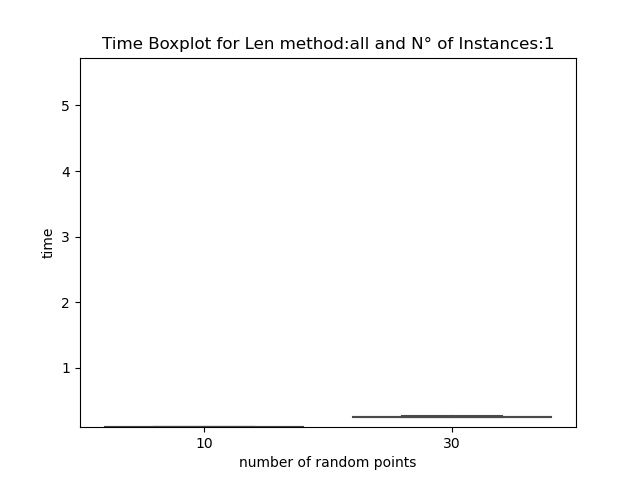 Time Boxplot for Len method:all and N° of Instances:1
5
4
3
2
1
time
10 30
number of random points